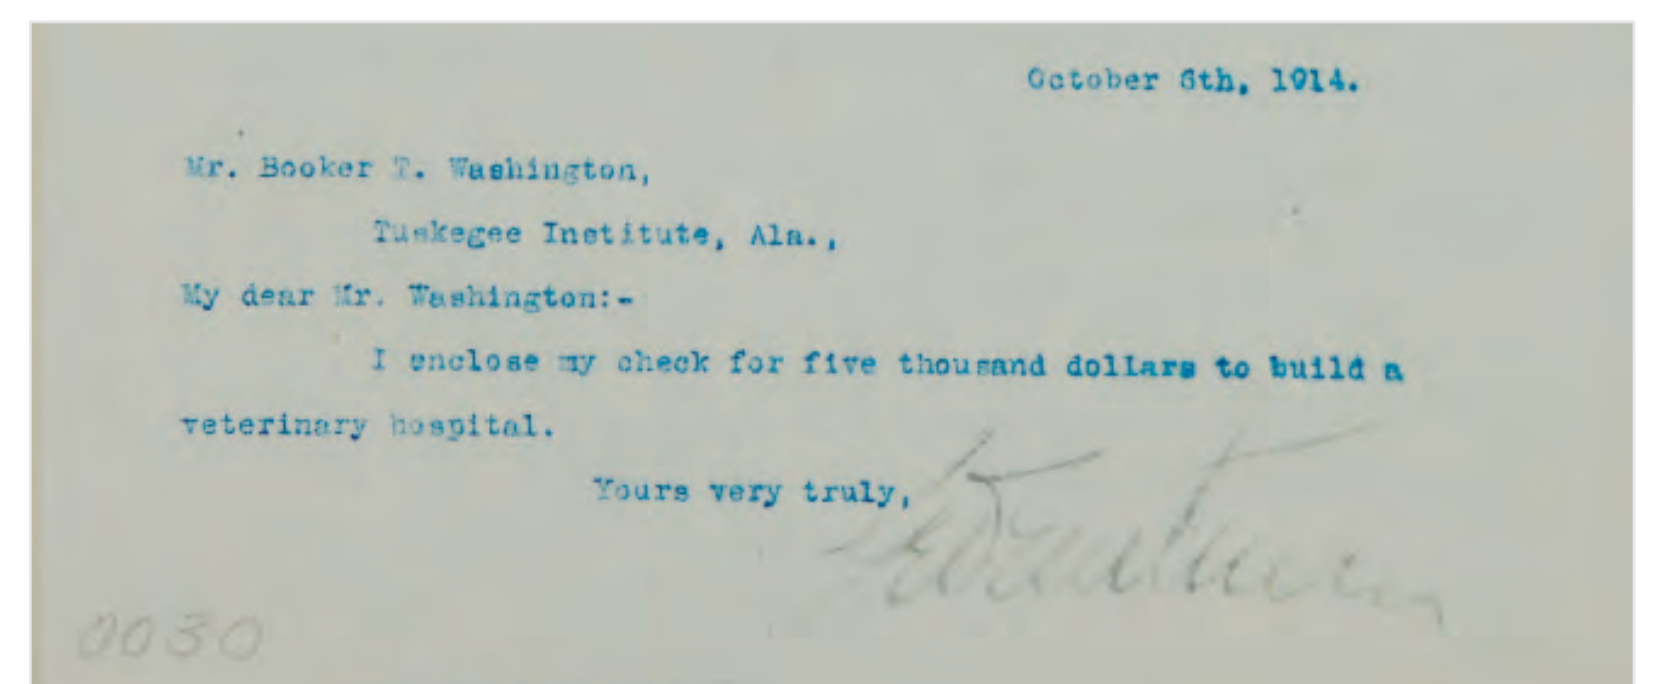 October 6th, 1914.
Mr. Booker T. Washington,
Tuskegee Institute, Ala.,
My dear Mr. Washington:-
I enclose my check for five thousand dollars to build a
veterinary hospital.
Yours very truly,
0030